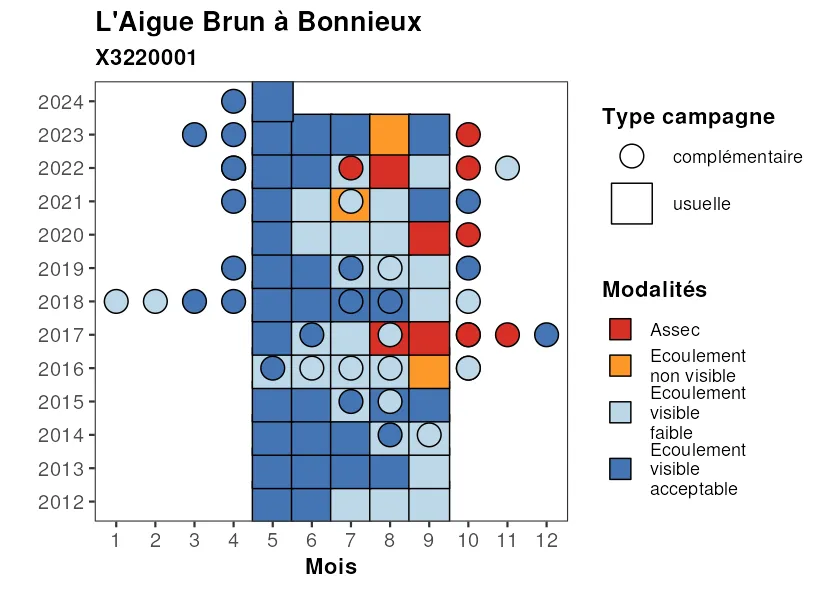 L'Aigue Brun à Bonnieux
X3220001
2024
2023
2022
2021
2020
2019
2018
2017
2016
2015
2014
2013
2012
1 2 3 4 5 6 7 8 9 10 11 12
Mois
Type campagne
complémentaire
usuelle
Modalités
Assec
Ecoulement
non visible
Ecoulement
visible
faible
Ecoulement
visible
acceptable